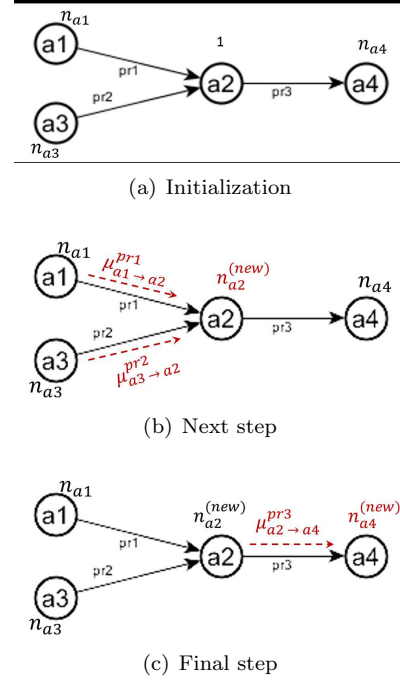 n_{a1}
a1
1
n_{a4}
pr1
a2
a4
pr2
pr3
a3
n_{a3}
(a) Initialization
n_{a1}
μ^{pr1}_{a1→a2}
n^{(new)}_{a2}
n_{a4}
a1
pr1
a2
a4
pr2
pr3
a3
μ^{pr2}_{a3→a2}
n_{a3}
(b) Next step
n_{a1}
n^{(new)}_{a2}
μ^{pr3}_{a2→a4}
n^{(new)}_{a4}
a1
pr1
a2
a4
pr2
pr3
a3
n_{a3}
(c) Final step